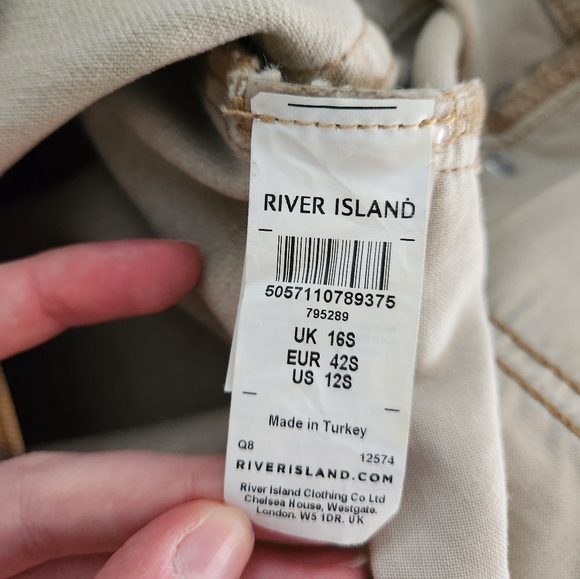 RIVER ISLAND
5057110789375
795289
UK 16S
EUR 42S
US 12S
Made in Turkey
Q8 12574
RIVERISLAND.COM
River Island Clothing Co Ltd
Chelsea House, Westgate.
London. W5 1DR. UK